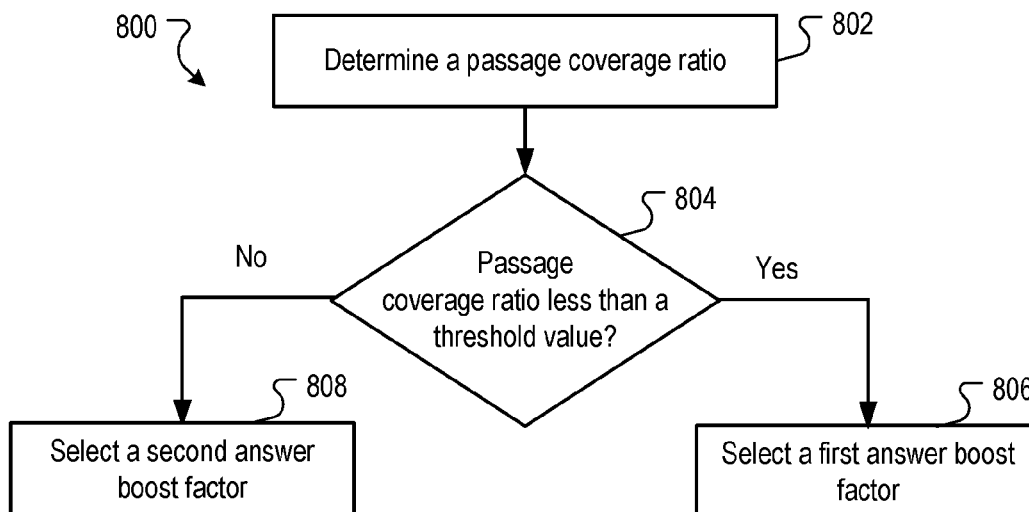 800
802
Determine a passage coverage ratio
804
No
Passage
coverage ratio less than a
threshold value?
Yes
808
806
Select a second answer
boost factor
Select a first answer boost
factor